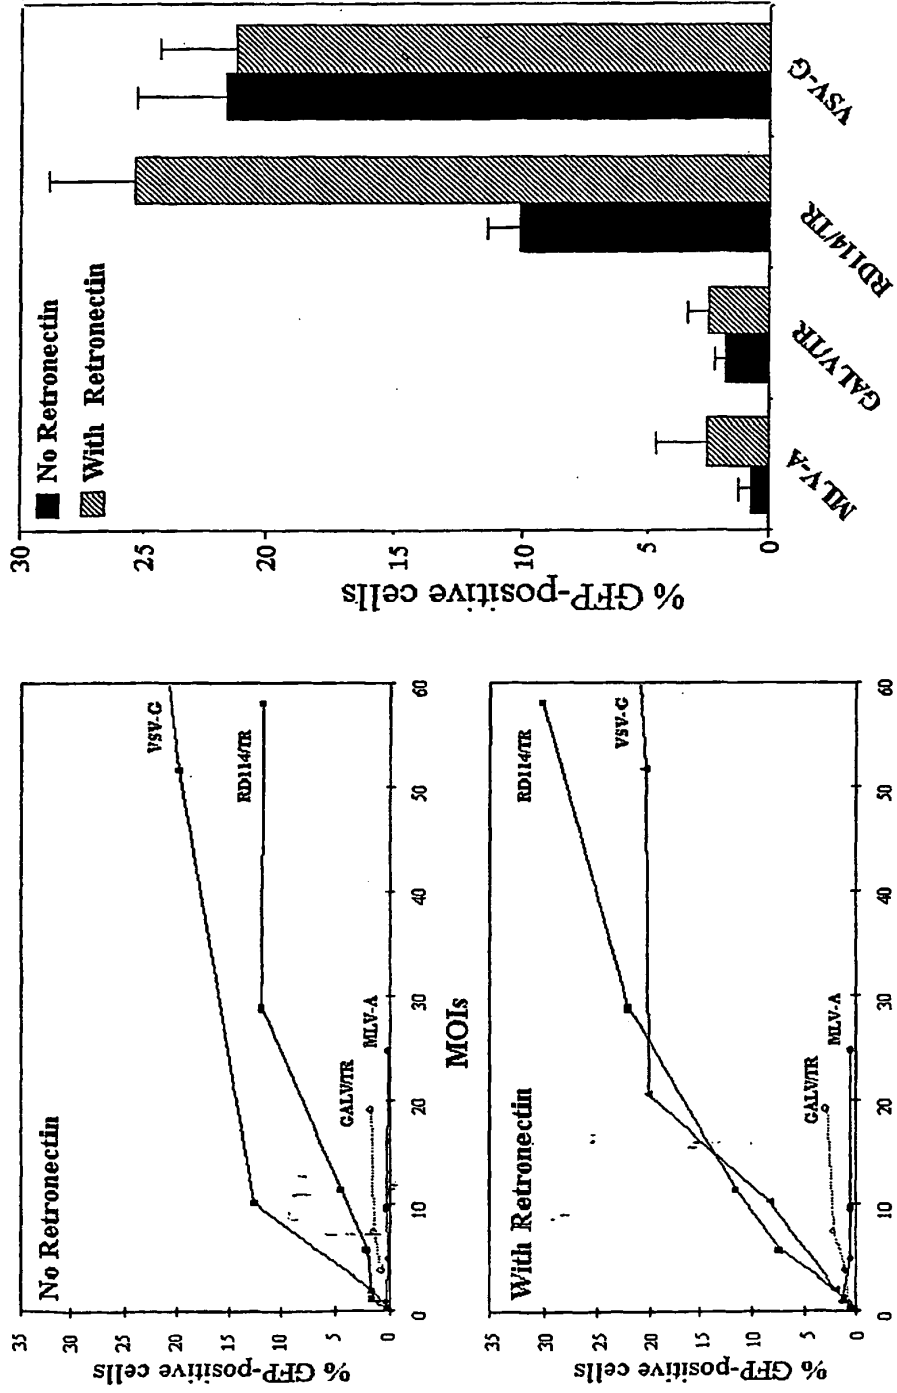 No Retronectin
% GFP-positive cells
35
30
25
20
15
10
5
0
VSV-G
RD114/TR
GALV/TR
MLV-A
0
10
20
30
40
50
60
MOIs
With Retronectin
% GFP-positive cells
35
30
25
20
15
10
5
0
RD114/TR
VSV-G
GALV/TR
MLV-A
0
10
20
30
40
50
60
% GFP-positive cells
30
25
20
15
10
5
0
No Retronectin
With Retronectin
MLV-A
GALV/TR
RD114/TR
VSV-G